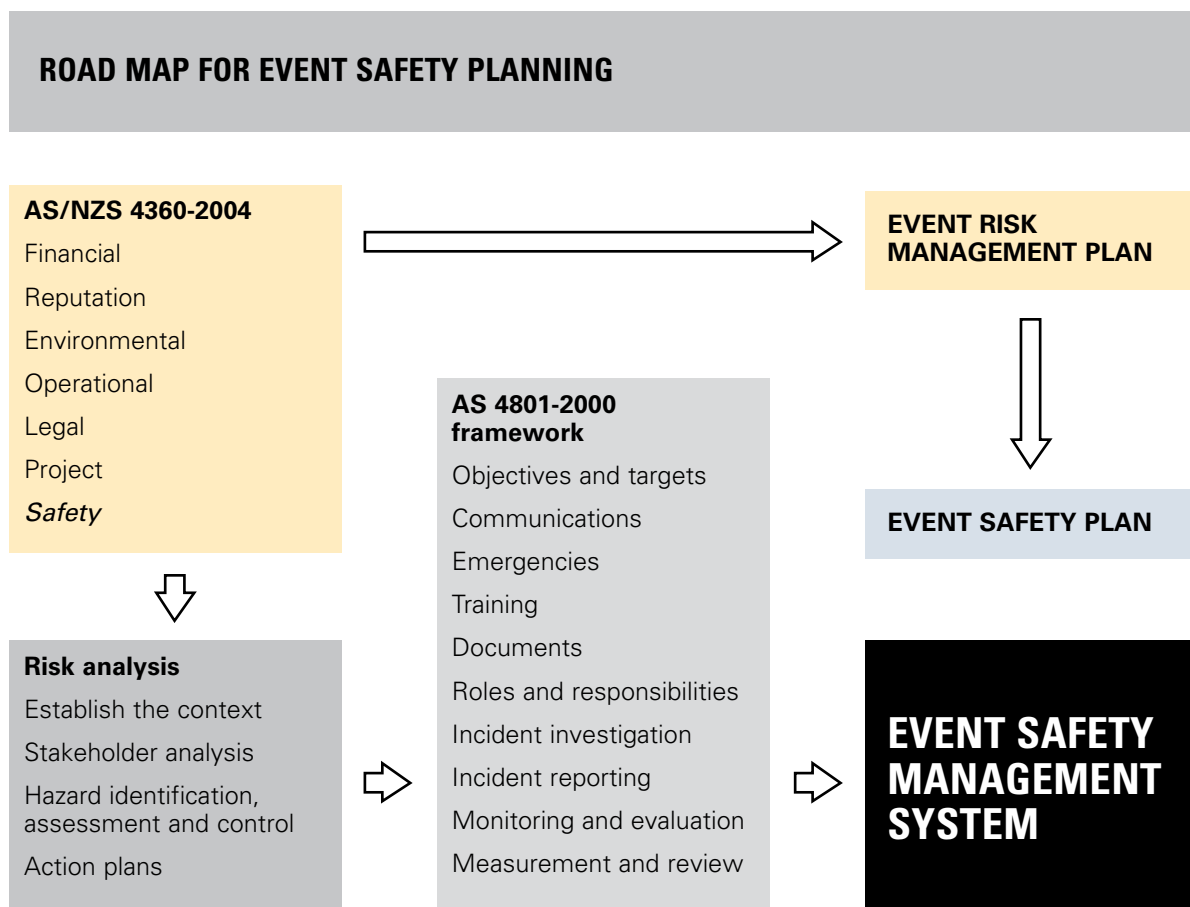 ROAD MAP FOR EVENT SAFETY PLANNING
AS/NZS 4360-2004
Financial
Reputation
Environmental
Operational
Legal
Project
Safety
EVENT RISK
MANAGEMENT PLAN
EVENT SAFETY PLAN
Risk analysis
Establish the context
Stakeholder analysis
Hazard identification,
assessment and control
Action plans
AS 4801-2000
framework
Objectives and targets
Communications
Emergencies
Training
Documents
Roles and responsibilities
Incident investigation
Incident reporting
Monitoring and evaluation
Measurement and review
EVENT SAFETY
MANAGEMENT
SYSTEM